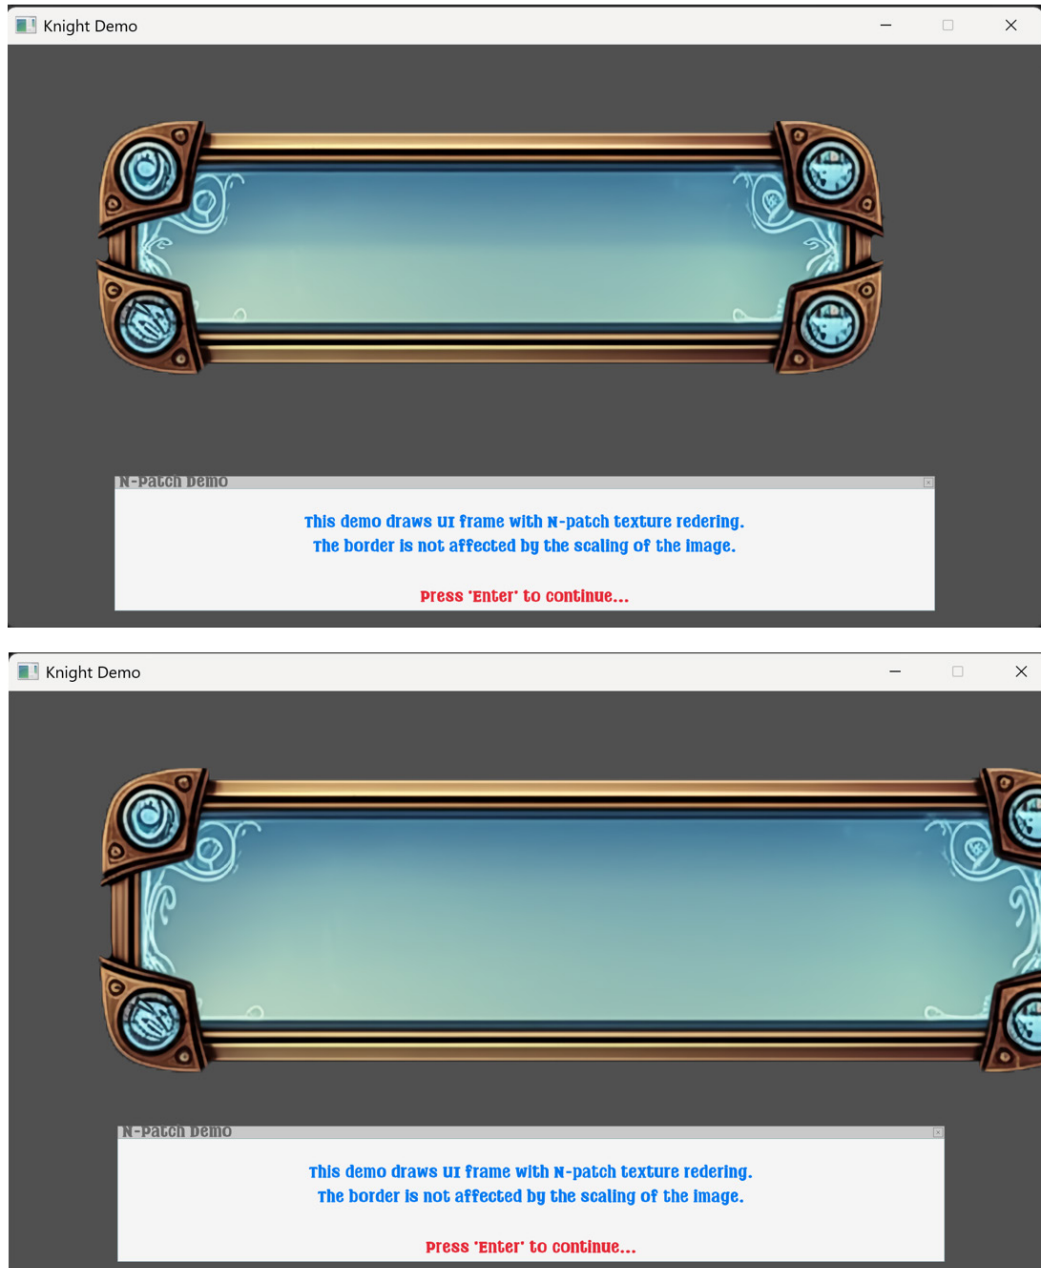 Knight Demo
N-Patch Demo
This demo draws UI frame with N-patch texture redering.
The border is not affected by the scaling of the image.
Press 'Enter' to continue...
Knight Demo
N-Patch Demo
This demo draws UI frame with N-patch texture redering.
The border is not affected by the scaling of the image.
Press 'Enter' to continue...